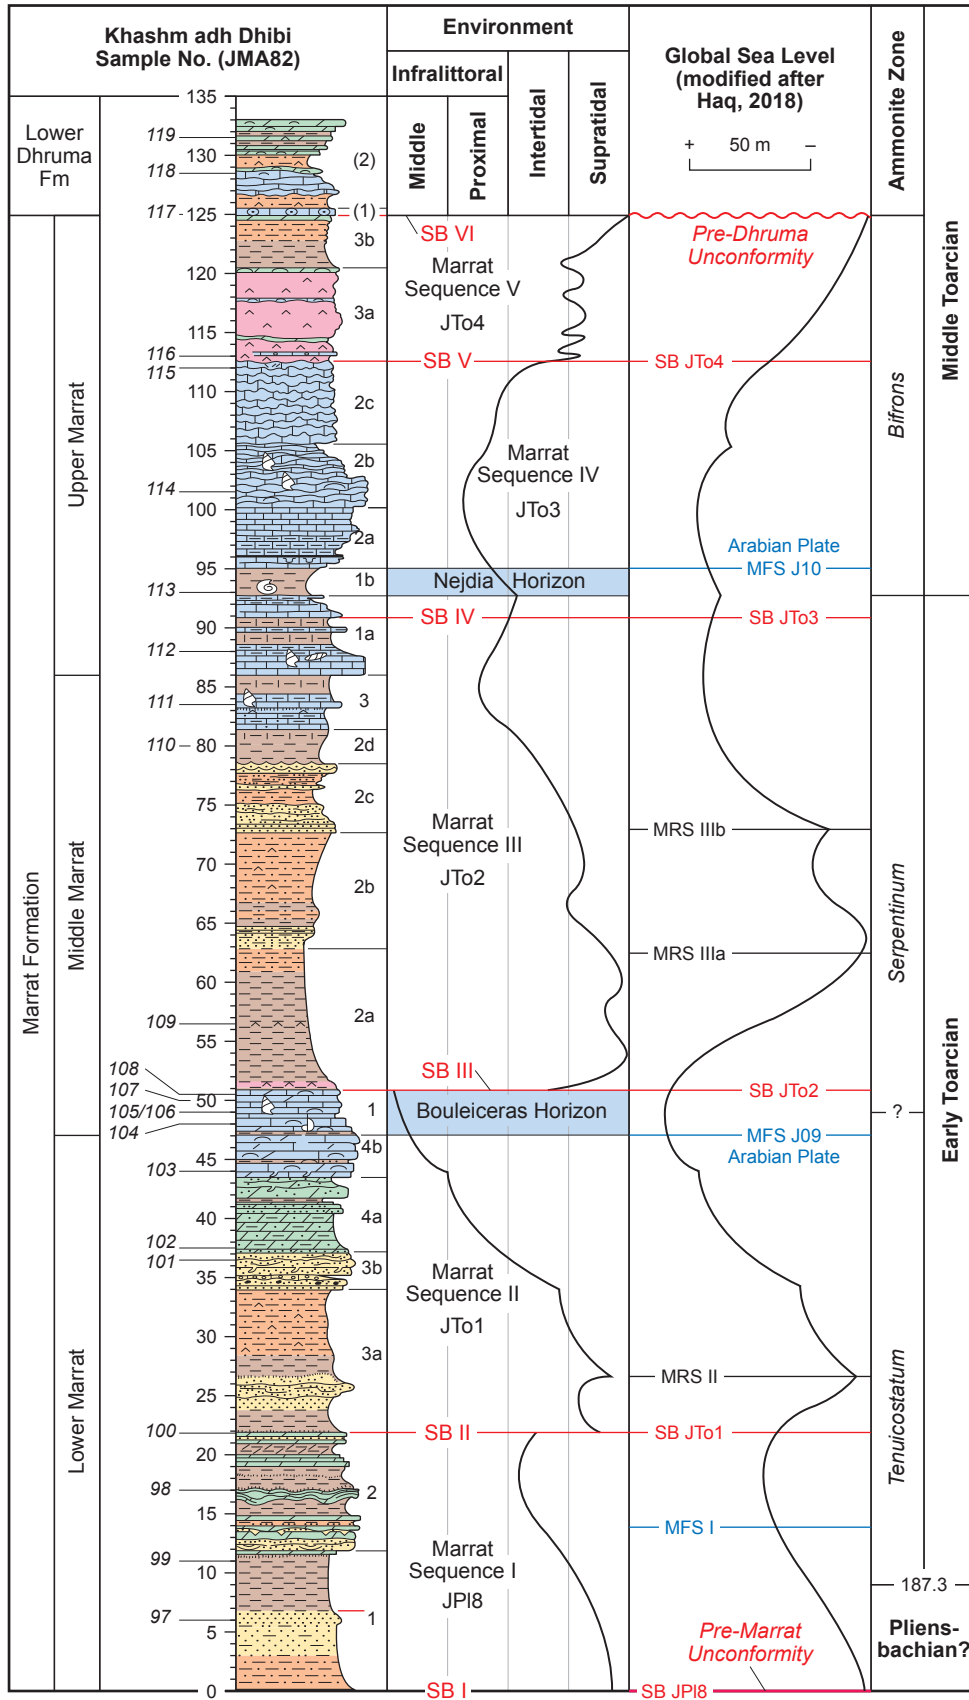 Khashm adh Dhibi
Sample No. (JMA82)
Environment
Infralittoral
Middle
Proximal
Intertidal
Supratidal
Global Sea Level
(modified after
Haq, 2018)
+ 50 m –
Ammonite Zone
135
Lower
Dhruma
Fm
119
130
118
(2)
117
125
(1)
SB VI
Pre-Dhruma
Unconformity
3b
Marrat
Sequence V
JTo4
120
3a
115
116
115
SB V
SB JTo4
Middle Toarcian
Bifrons
110
2c
Upper Marrat
105
2b
Marrat
Sequence IV
JTo3
114
100
2a
Arabian Plate
MFS J10
95
1b
Nejdia Horizon
113
SB IV
SB JTo3
90
1a
112
85
3
111
110
80
2d
2c
75
Marrat
Sequence III
JTo2
MRS IIIb
70
2b
65
Marrat Formation
Middle Marrat
Serpentinum
MRS IIIa
60
2a
109
55
SB III
SB JTo2
108
107
50
105/106
104
1
Bouleiceras Horizon
?
Early Toarcian
MFS J09
Arabian Plate
4b
45
103
4a
40
102
101
3b
35
Marrat
Sequence II
JTo1
30
3a
MRS II
25
Lower Marrat
Tenuicostatum
100
SB II
SB JTo1
20
98
2
15
MFS I
99
10
Marrat
Sequence I
JPl8
187.3
97
1
5
Pre-Marrat
Unconformity
Pliens-
bachian?
0
SB I
SB JPl8